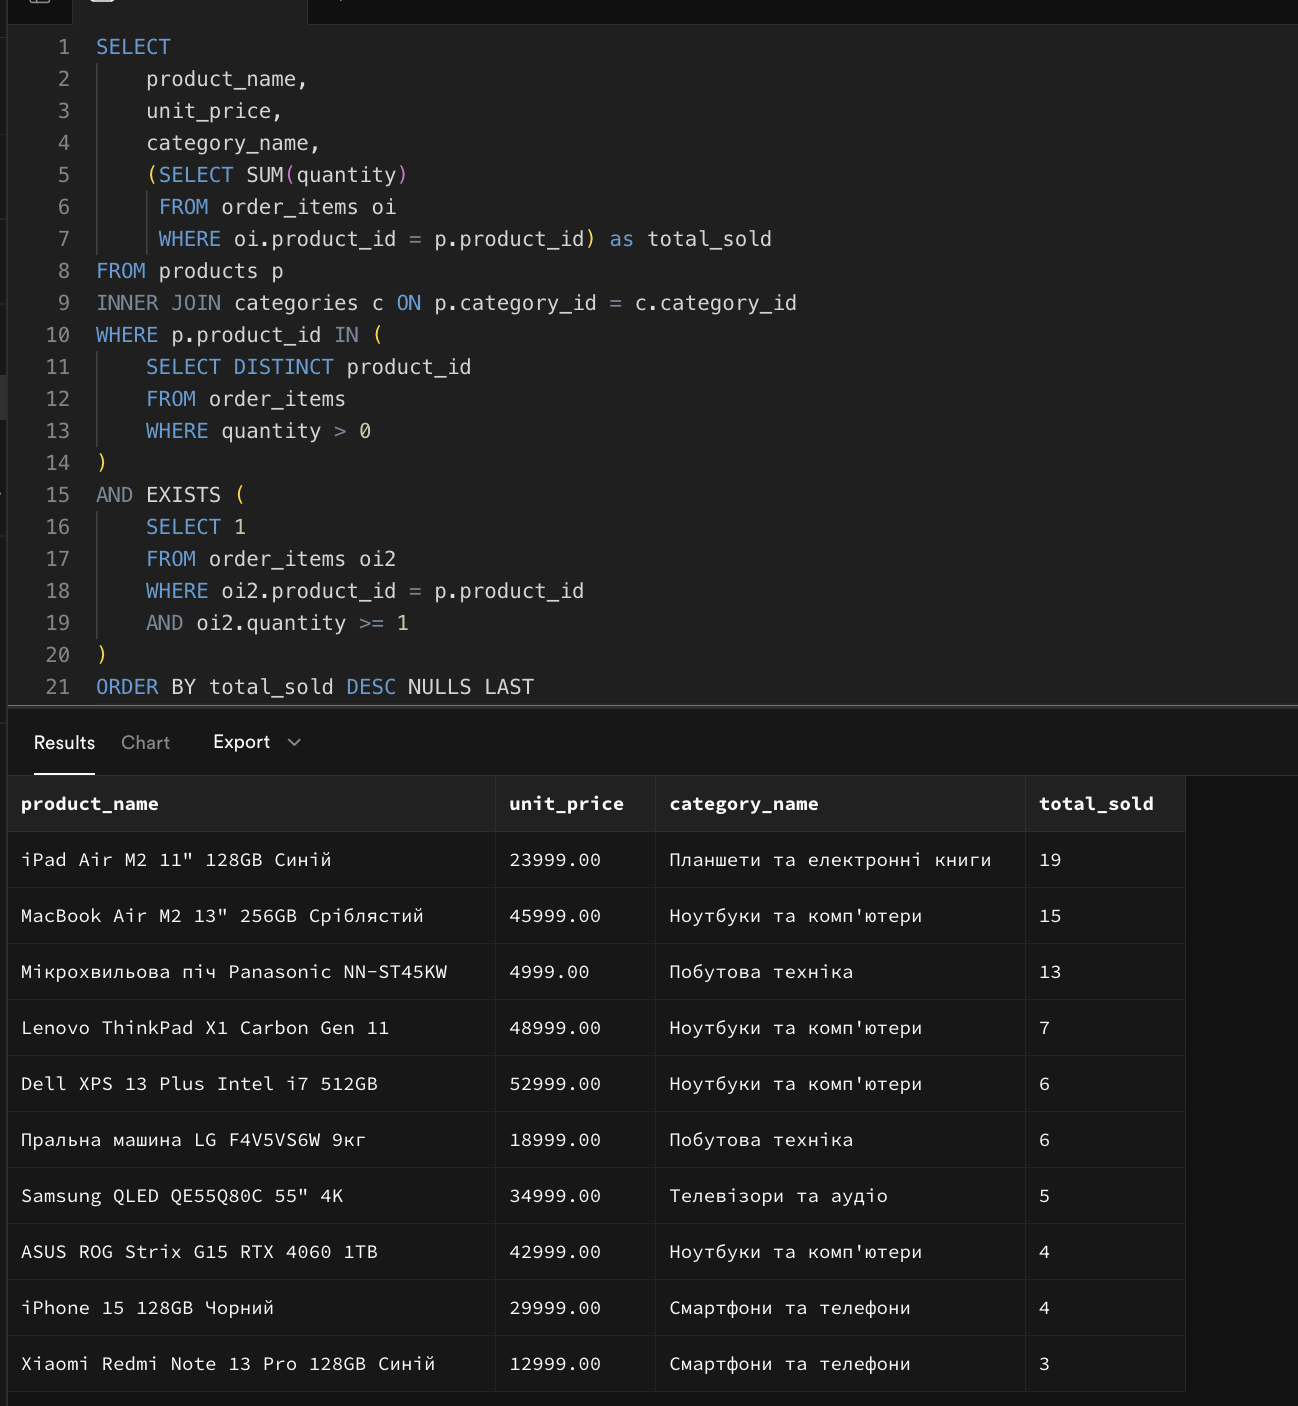 1 SELECT
2 product_name,
3 unit_price,
4 category_name,
5 (SELECT SUM(quantity)
6 FROM order_items oi
7 WHERE oi.product_id = p.product_id) as total_sold
8 FROM products p
9 INNER JOIN categories c ON p.category_id = c.category_id
10 WHERE p.product_id IN (
11 SELECT DISTINCT product_id
12 FROM order_items
13 WHERE quantity > 0
14 )
15 AND EXISTS (
16 SELECT 1
17 FROM order_items oi2
18 WHERE oi2.product_id = p.product_id
19 AND oi2.quantity >= 1
20 )
21 ORDER BY total_sold DESC NULLS LAST
Results Chart Export
product_name unit_price category_name total_sold
iPad Air M2 11" 128GB Синій 23999.00 Планшети та електронні книги 19
MacBook Air M2 13" 256GB Сріблястий 45999.00 Ноутбуки та комп'ютери 15
Мікрохвильова піч Panasonic NN-ST45KW 4999.00 Побутова техніка 13
Lenovo ThinkPad X1 Carbon Gen 11 48999.00 Ноутбуки та комп'ютери 7
Dell XPS 13 Plus Intel i7 512GB 52999.00 Ноутбуки та комп'ютери 6
Пральна машина LG F4V5VS6W 9кг 18999.00 Побутова техніка 6
Samsung QLED QE55Q80C 55" 4K 34999.00 Телевізори та аудіо 5
ASUS ROG Strix G15 RTX 4060 1TB 42999.00 Ноутбуки та комп'ютери 4
iPhone 15 128GB Чорний 29999.00 Смартфони та телефони 4
Xiaomi Redmi Note 13 Pro 128GB Синій 12999.00 Смартфони та телефони 3